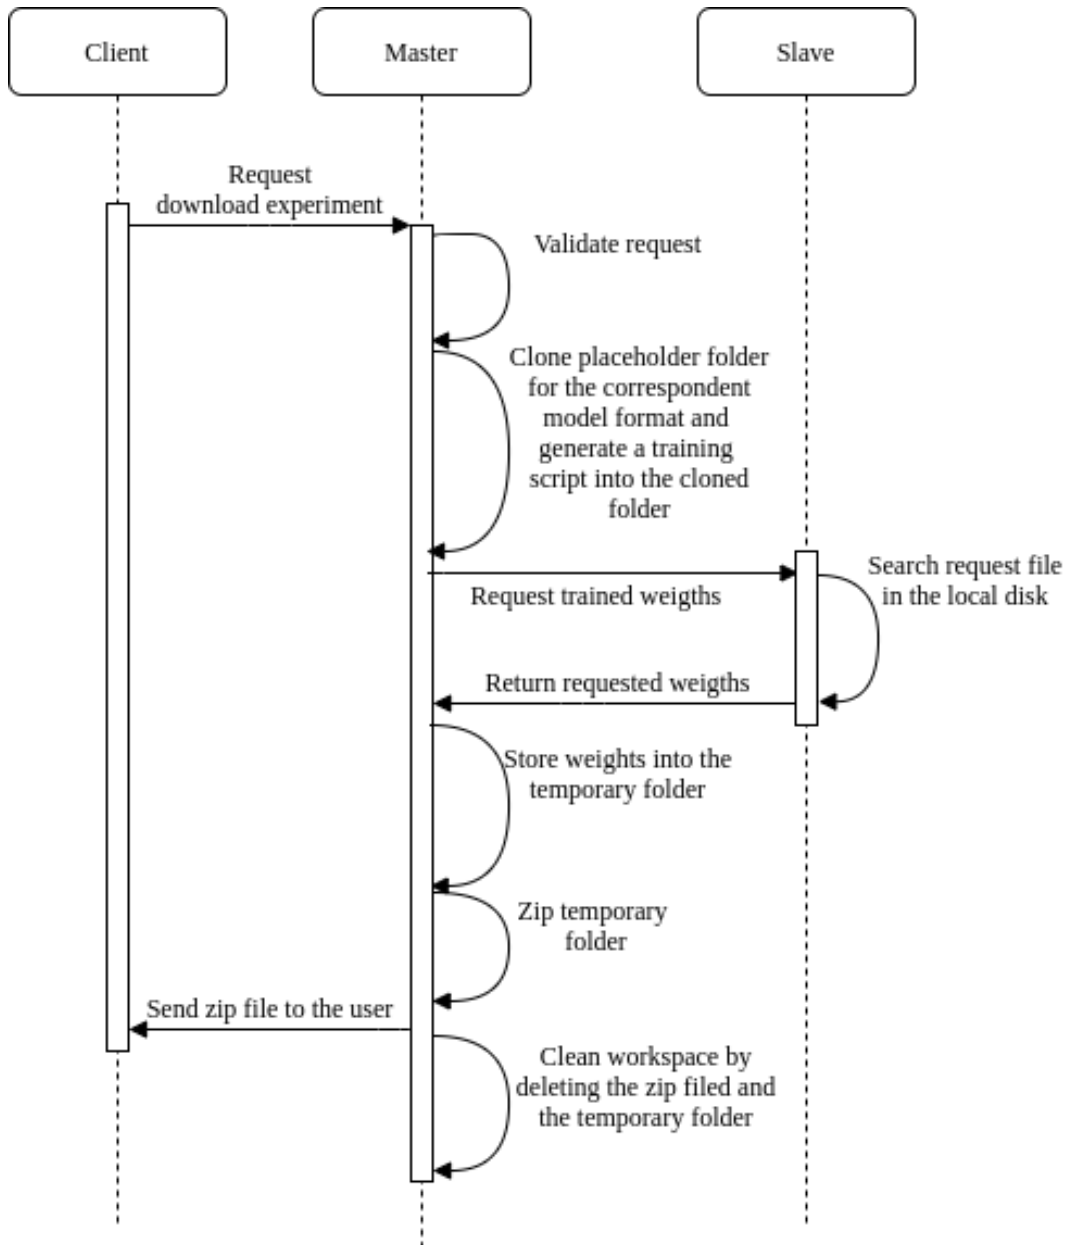 Client
Master
Slave
Request
download experiment
Validate request
Clone placeholder folder
for the correspondent
model format and
generate a training
script into the cloned
folder
Search request file
in the local disk
Request trained weigths
Return requested weigths
Store weights into the
temporary folder
Zip temporary
folder
Send zip file to the user
Clean workspace by
deleting the zip filed and
the temporary folder